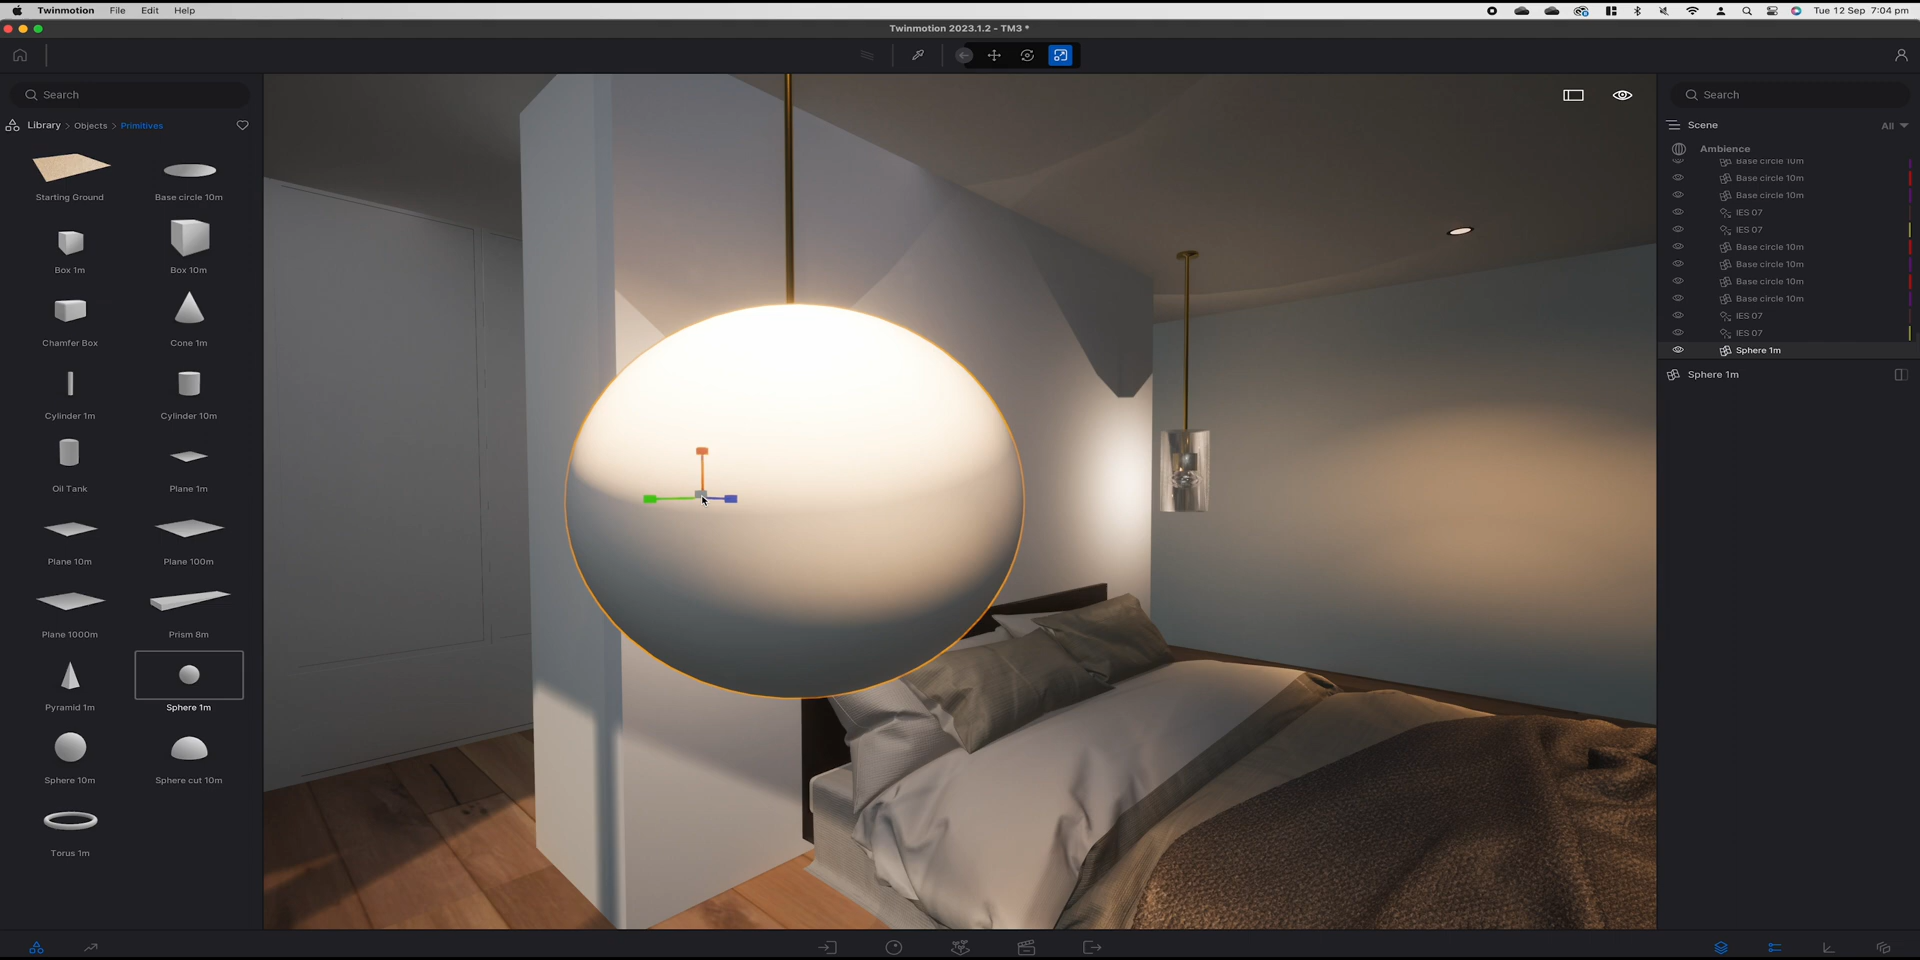 Twinmotion File Edit Help
Tue 12 Sep 7:04 pm
Twinmotion 2023.1.2 - TM3 *
Search
Library > Objects > Primitives
Starting Ground
Base circle 10m
Box 1m
Box 10m
Chamfer Box
Cone 1m
Cylinder 1m
Cylinder 10m
Oil Tank
Plane 1m
Plane 10m
Plane 100m
Plane 1000m
Prism 8m
Pyramid 1m
Sphere 1m
Sphere 10m
Sphere cut 10m
Torus 1m
Search
Scene All
Ambience
Base circle 10m
Base circle 10m
Base circle 10m
IES 07
IES 07
Base circle 10m
Base circle 10m
Base circle 10m
Base circle 10m
IES 07
IES 07
Sphere 1m
Sphere 1m